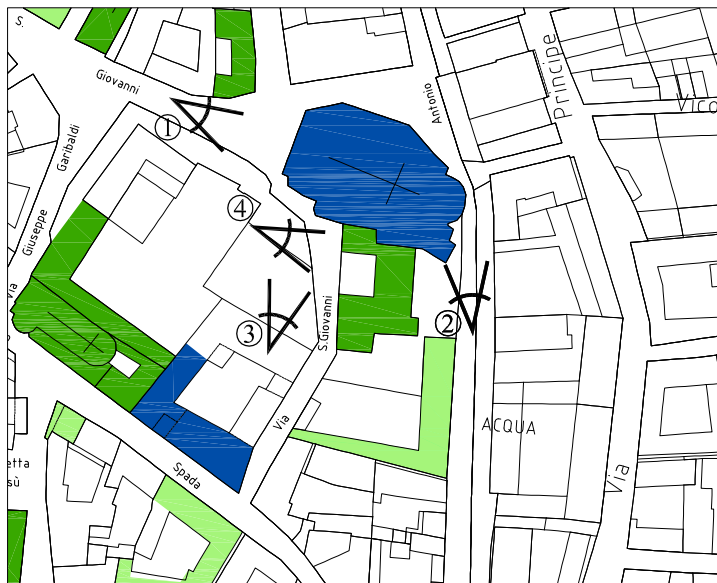 S.
Giovanni
Antonio
Principe
VICO
①
Garibaldi
Giuseppe
Via
④
③
②
S.Giovanni
Via
ACQUA
Via
Spada
etta
sù